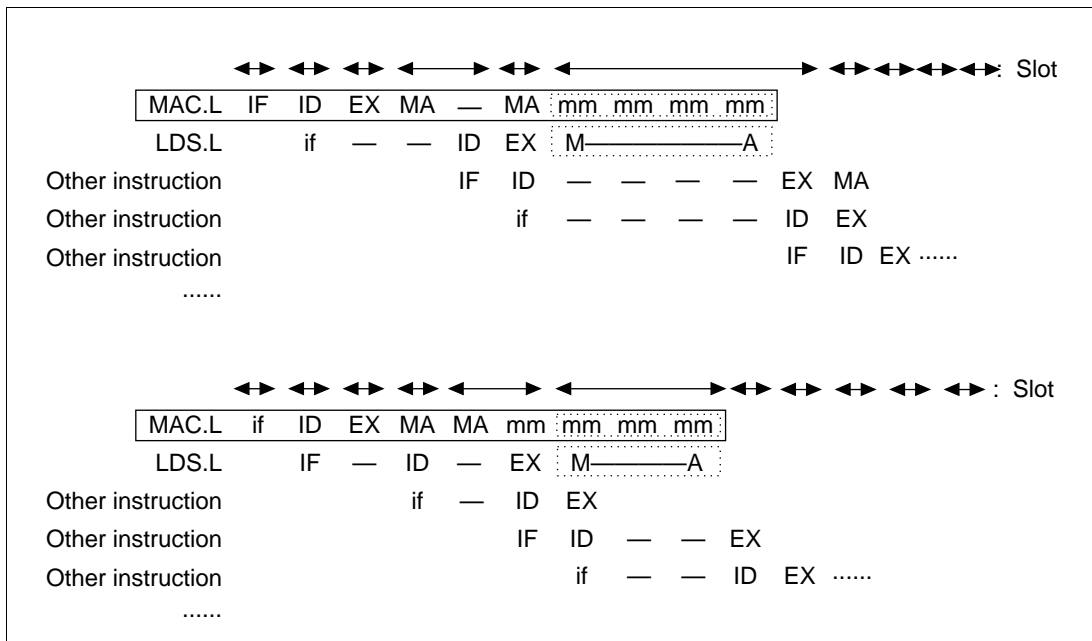 : Slot
MAC.L IF ID EX MA — MA mm mm mm mm
LDS.L if — — ID EX M————————A
Other instruction IF ID — — — — EX MA
Other instruction if — — — — ID EX
Other instruction IF ID EX ······
······
: Slot
MAC.L if ID EX MA MA mm mm mm mm
LDS.L IF — ID — EX M—————A
Other instruction if — ID EX
Other instruction IF ID — — EX
Other instruction if — — ID EX ······
······